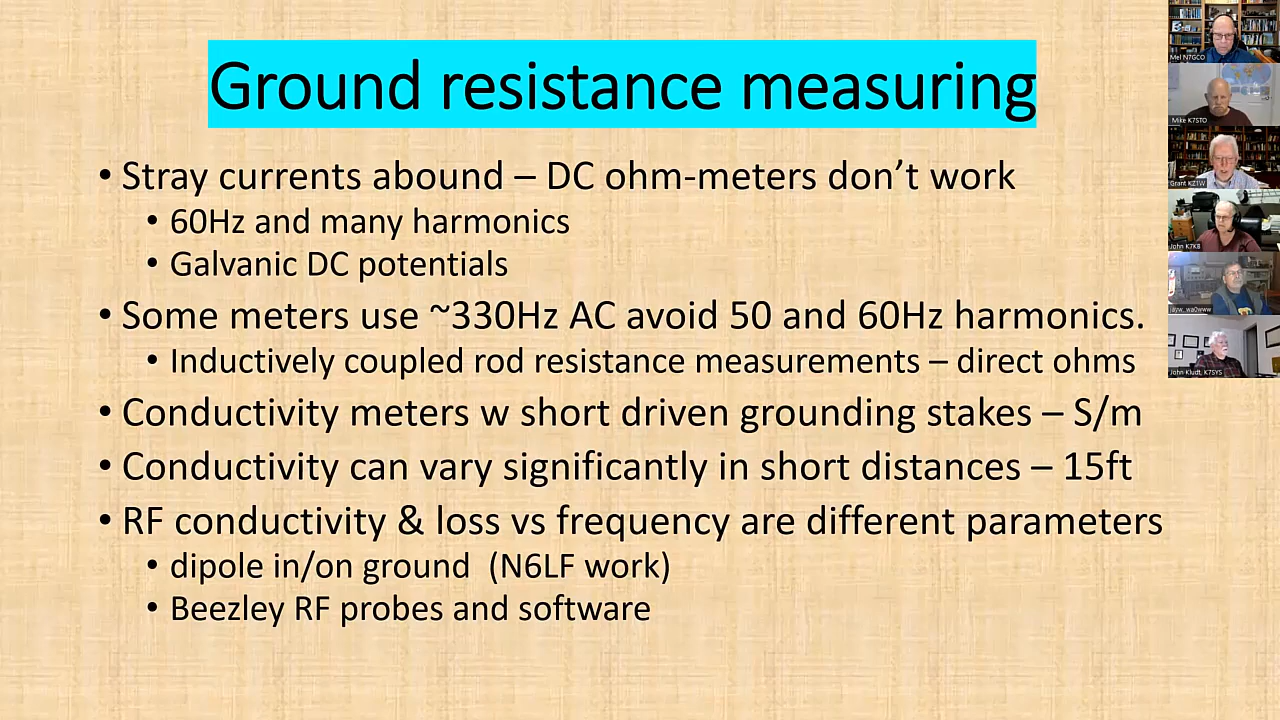 Ground resistance measuring
• Stray currents abound – DC ohm-meters don’t work
• 60Hz and many harmonics
• Galvanic DC potentials
• Some meters use ~330Hz AC avoid 50 and 60Hz harmonics.
• Inductively coupled rod resistance measurements – direct ohms
• Conductivity meters w short driven grounding stakes – S/m
• Conductivity can vary significantly in short distances – 15ft
• RF conductivity & loss vs frequency are different parameters
• dipole in/on ground  (N6LF work)
• Beezley RF probes and software
Mel N7GCO
Mike K7STO
Grant KZ1W
John K7KB
jayw_wa0www
John Kludt, K7SYS